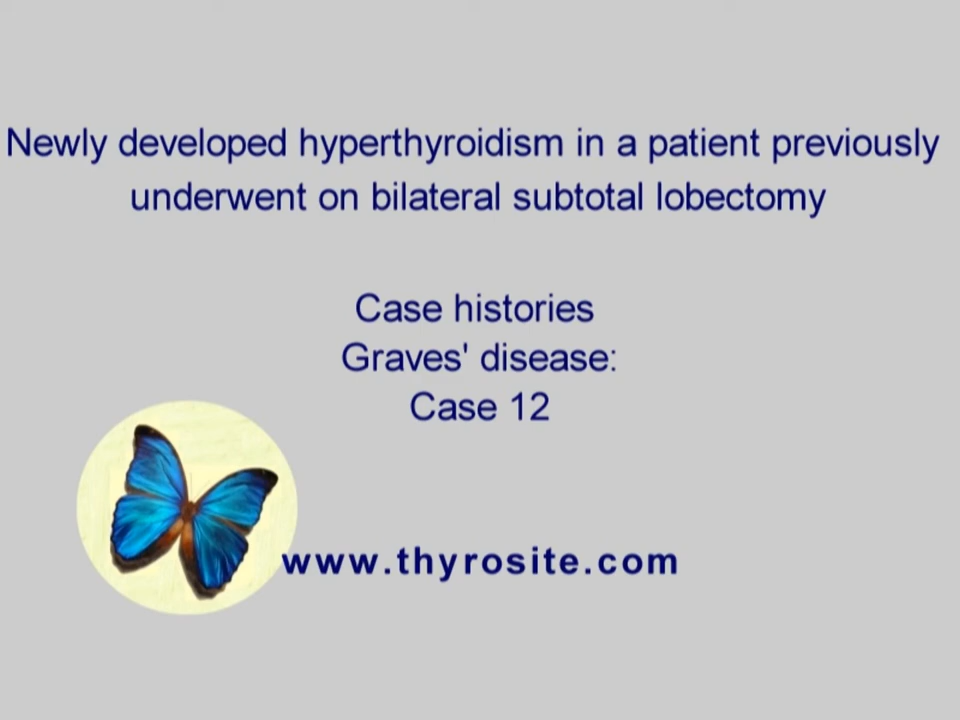 Newly developed hyperthyroidism in a patient previously
underwent on bilateral subtotal lobectomy
Case histories
Graves' disease:
Case 12
www.thyrosite.com